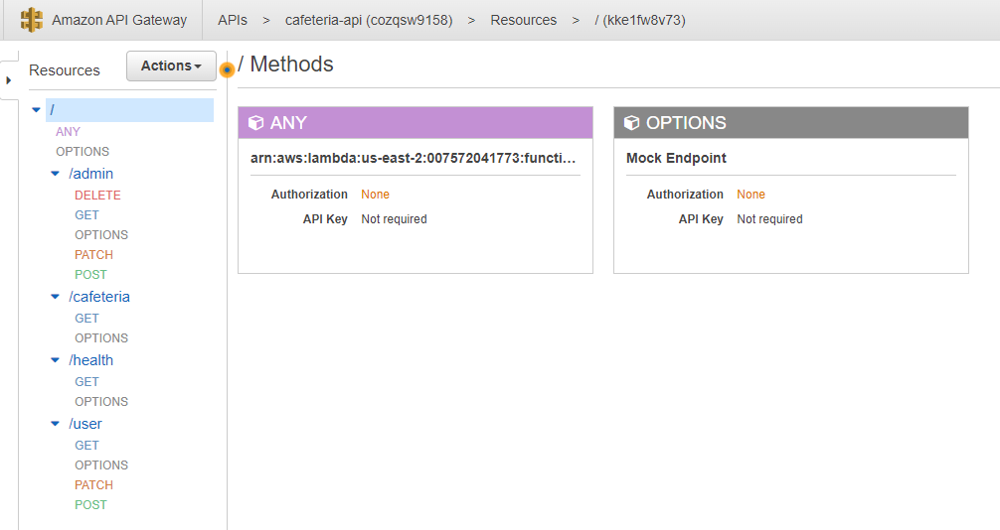 Amazon API Gateway APIs > cafeteria-api (cozqsw9158) > Resources > / (kke1fw8v73)
Resources
Actions
/
ANY
OPTIONS
/admin
DELETE
GET
OPTIONS
PATCH
POST
/cafeteria
GET
OPTIONS
/health
GET
OPTIONS
/user
GET
OPTIONS
PATCH
POST
/ Methods
ANY
arn:aws:lambda:us-east-2:007572041773:functi...
Authorization None
API Key Not required
OPTIONS
Mock Endpoint
Authorization None
API Key Not required